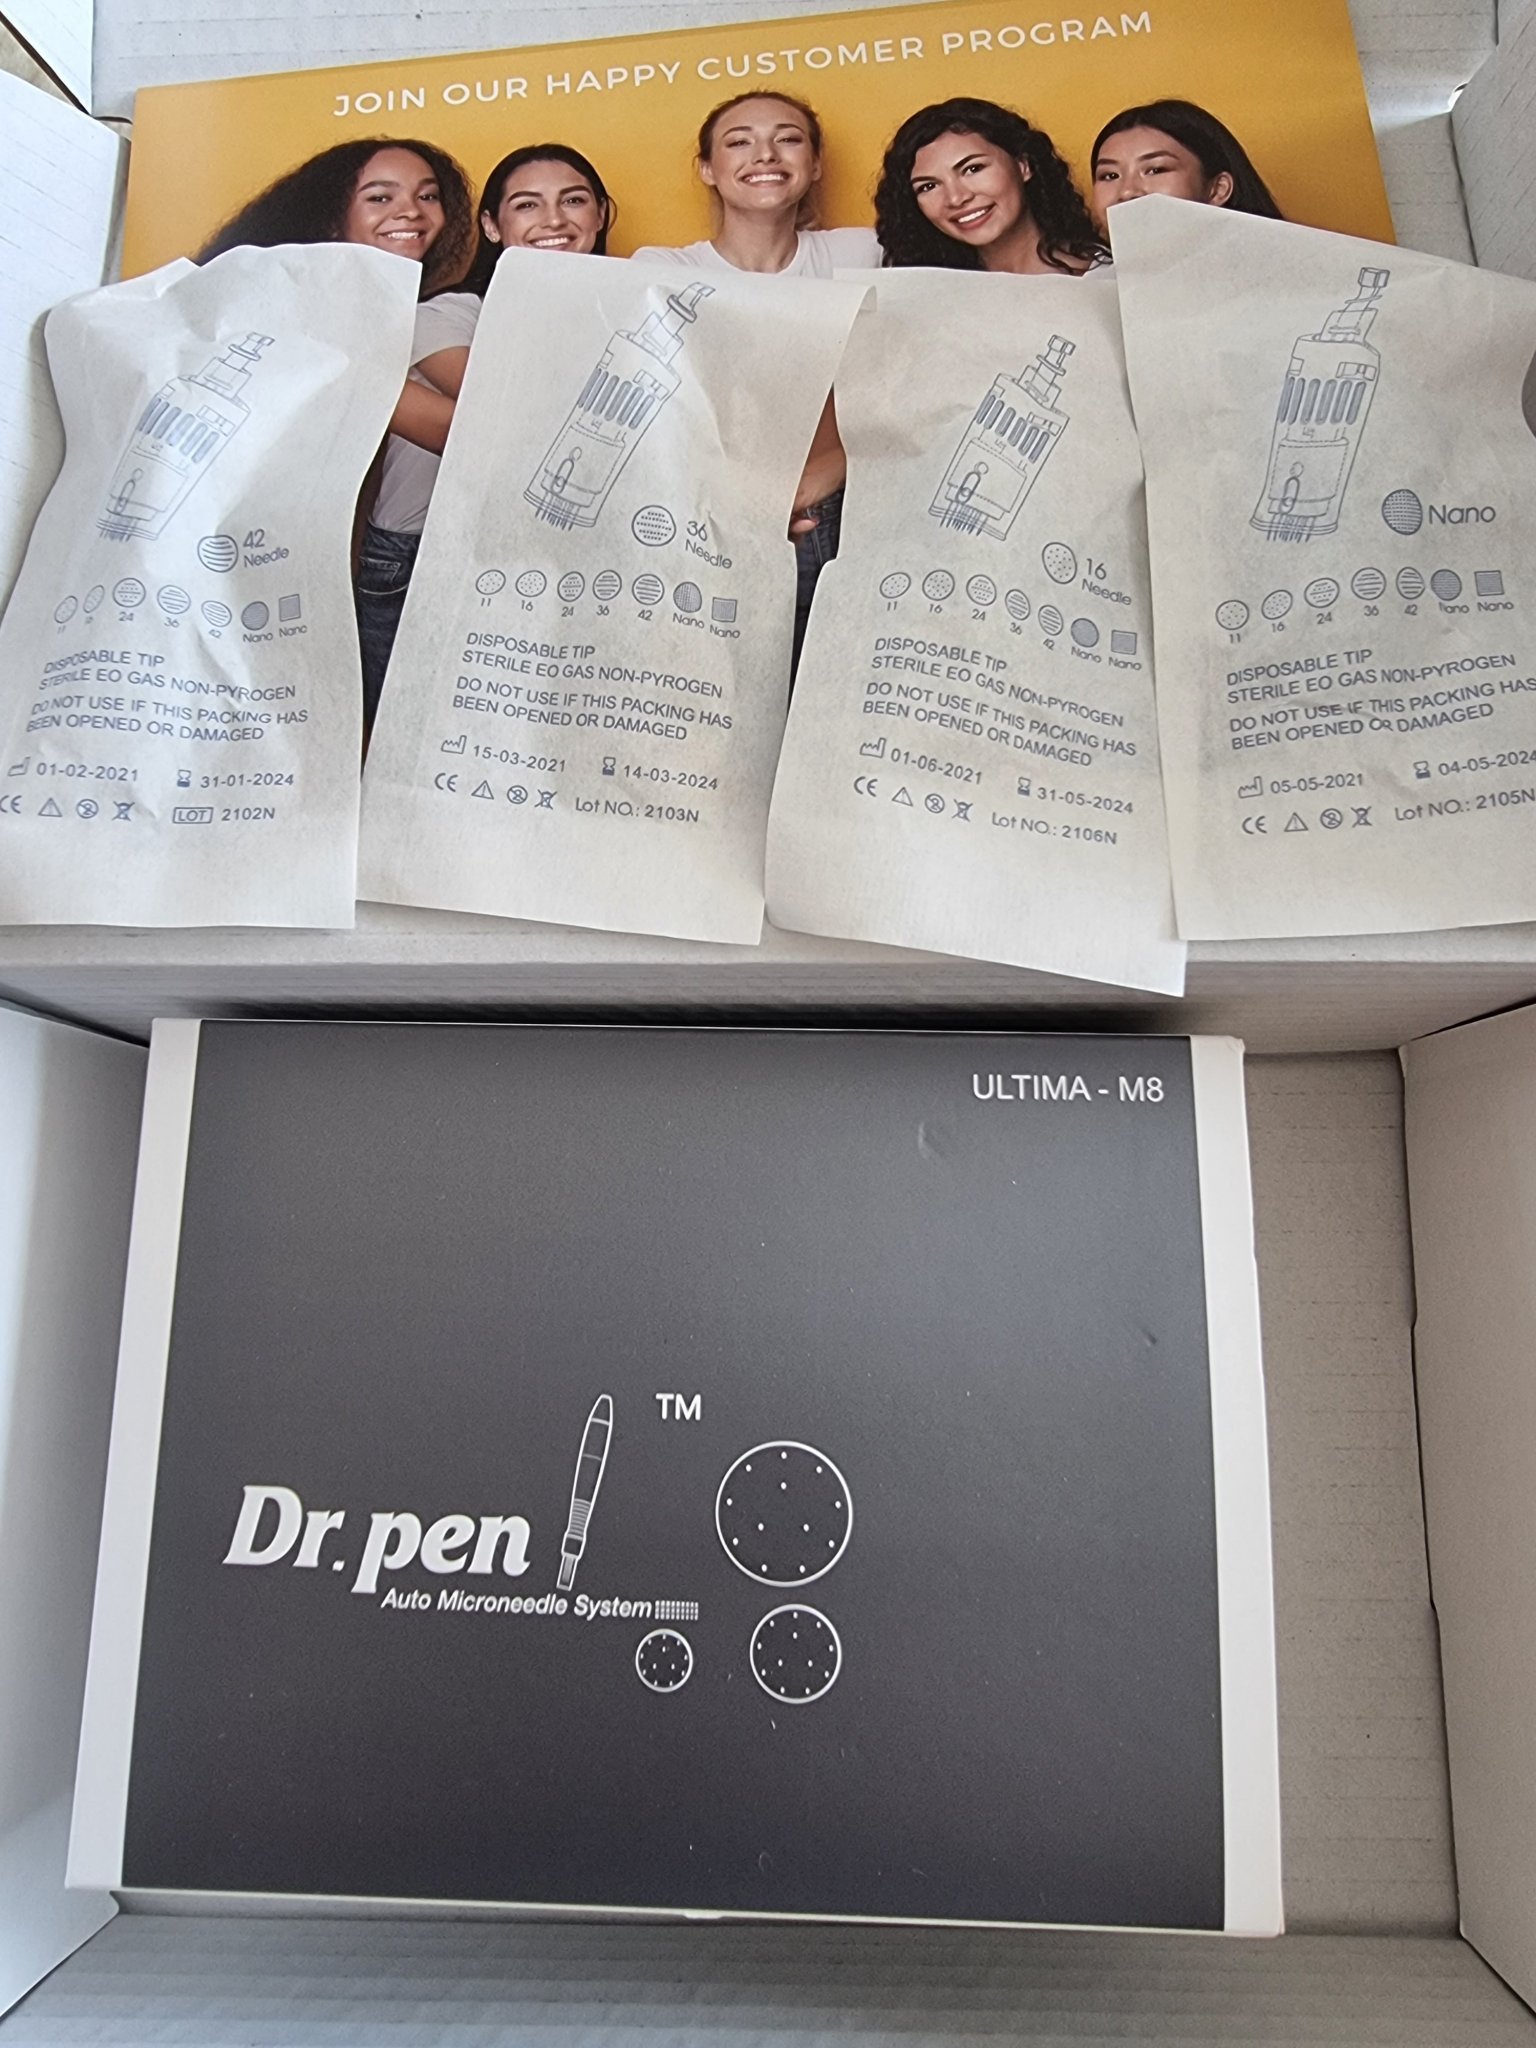 JOIN OUR HAPPY CUSTOMER PROGRAM
42
Needle
11 16 24 36 42 Nano Nano
DISPOSABLE TIP
STERILE EO GAS NON-PYROGEN
DO NOT USE IF THIS PACKING HAS
BEEN OPENED OR DAMAGED
01-02-2021 31-01-2024
CE LOT 2102N
36
Needle
11 16 24 36 42 Nano Nano
DISPOSABLE TIP
STERILE EO GAS NON-PYROGEN
DO NOT USE IF THIS PACKING HAS
BEEN OPENED OR DAMAGED
15-03-2021 14-03-2024
CE Lot NO.: 2103N
16
Needle
11 16 24 36 42 Nano Nano
DISPOSABLE TIP
STERILE EO GAS NON-PYROGEN
DO NOT USE IF THIS PACKING HAS
BEEN OPENED OR DAMAGED
01-06-2021 31-05-2024
CE Lot NO.: 2106N
Nano
11 16 24 36 42 Nano Nano
DISPOSABLE TIP
STERILE EO GAS NON-PYROGEN
DO NOT USE IF THIS PACKING HAS
BEEN OPENED OR DAMAGED
05-05-2021 04-05-2024
CE Lot NO.: 2105N
ULTIMA - M8
TM
Dr.pen
Auto Microneedle System